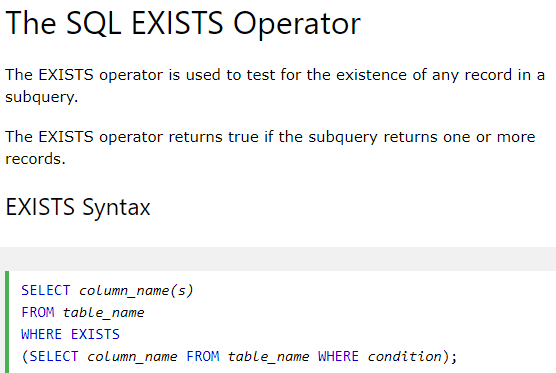 The SQL EXISTS Operator
The EXISTS operator is used to test for the existence of any record in a
subquery.
The EXISTS operator returns true if the subquery returns one or more
records.
EXISTS Syntax
SELECT column_name(s)
FROM table_name
WHERE EXISTS
(SELECT column_name FROM table_name WHERE condition);